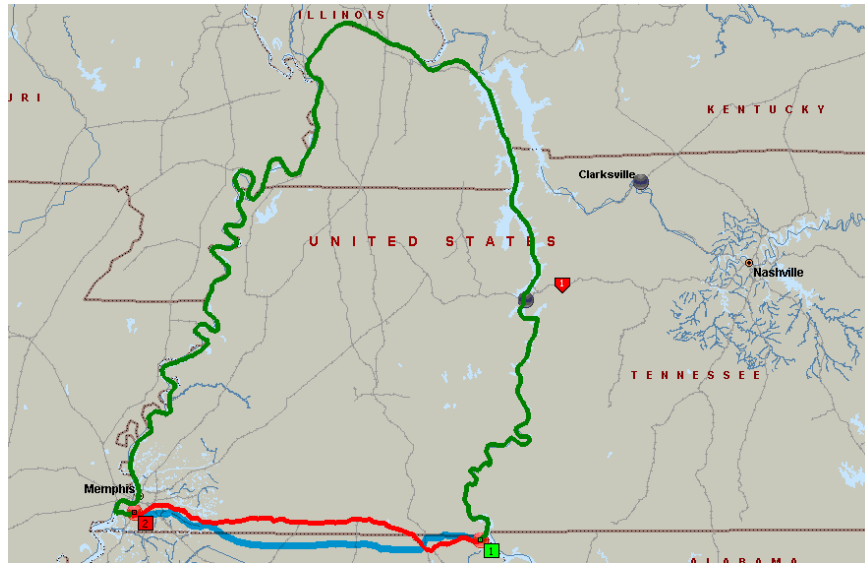 ILLINOIS
URI
KENTUCKY
Clarksville
UNITED STATES
1
Nashville
TENNESSEE
Memphis
2
1
ALABAMA